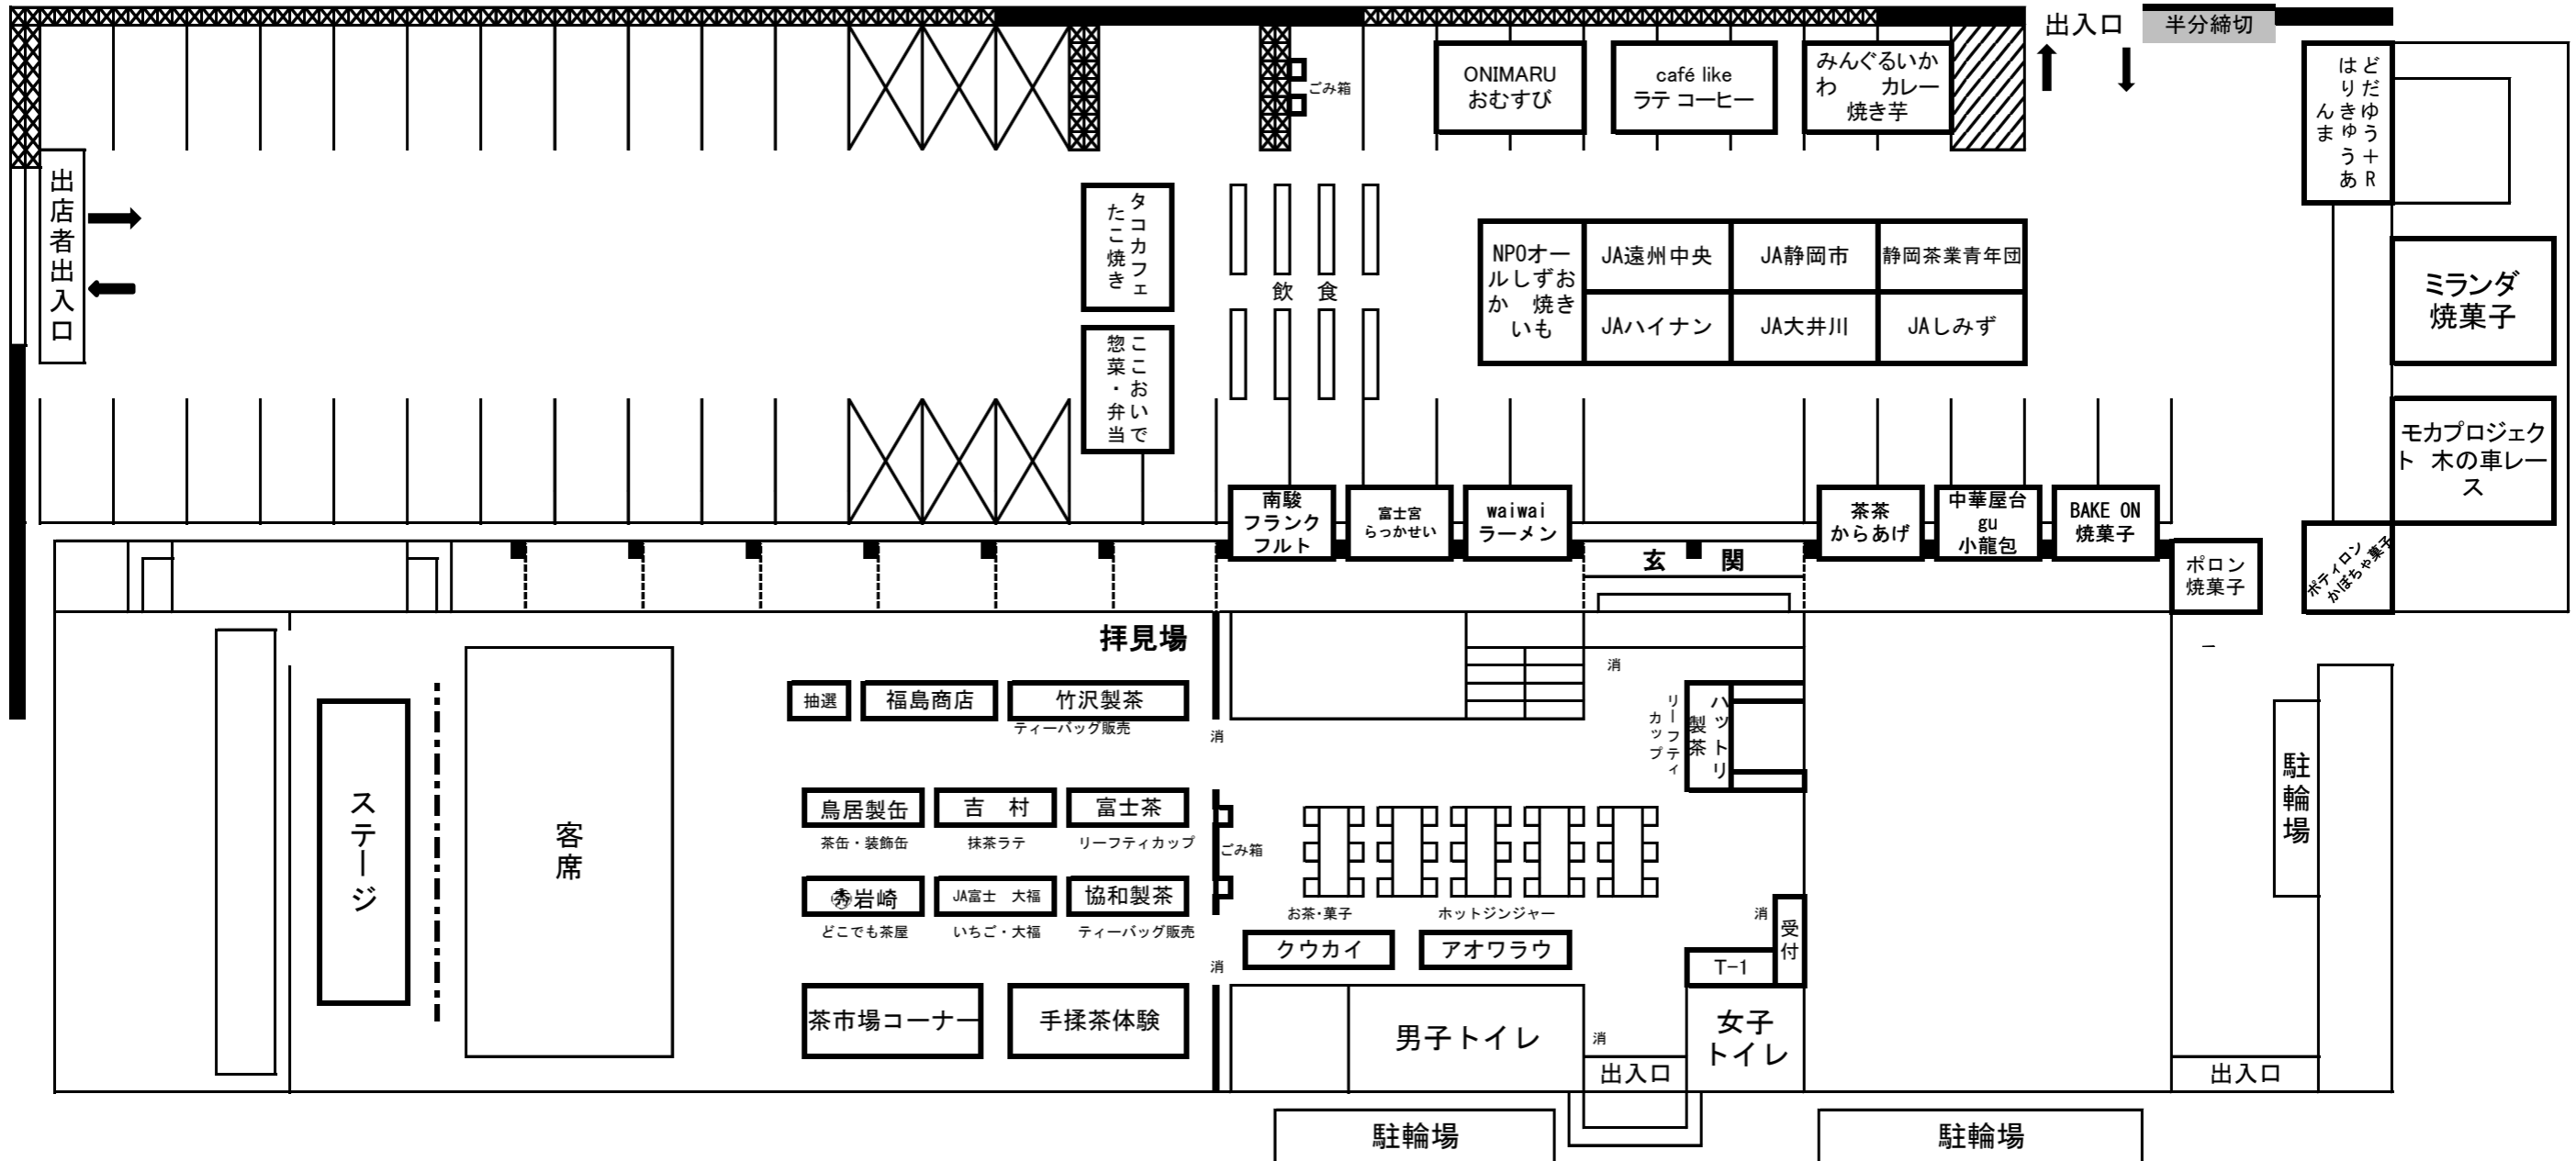 出入口
半分締切
ONIMARU
おむすび
café like
ラテ コーヒー
みんぐるいか
わ　カレー
焼き芋
ごみ箱
どだゆう＋R
はりきゅうあ
んま
出店者出入口
タコカフェ
たこ焼き
ここおいで
惣菜・弁当
飲　食
NPOオー
ルしずお
か　焼き
いも
JA遠州中央
JA静岡市
静岡茶業青年団
JAハイナン
JA大井川
JAしみず
ミランダ
焼菓子
モカプロジェク
ト 木の車レー
ス
南駿
フランク
フルト
富士宮
らっかせい
waiwai
ラーメン
玄　関
茶茶
からあげ
中華屋台
gu
小龍包
BAKE ON
焼菓子
ポロン
焼菓子
ポティロン
かぼちゃ菓子
拝見場
抽選
福島商店
竹沢製茶
ティーバッグ販売
消
消
ハットリ
製茶
リーフティ
カップ
ステージ
客席
鳥居製缶
吉　村
富士茶
茶缶・装飾缶
抹茶ラテ
リーフティカップ
ごみ箱
㊙岩崎
JA富士　大福
協和製茶
どこでも茶屋
いちご・大福
ティーバッグ販売
お茶・菓子
ホットジンジャー
クウカイ
アオワラウ
消
消
受付
T-1
駐輪場
茶市場コーナー
手揉茶体験
男子トイレ
消
女子
トイレ
出入口
出入口
駐輪場
駐輪場